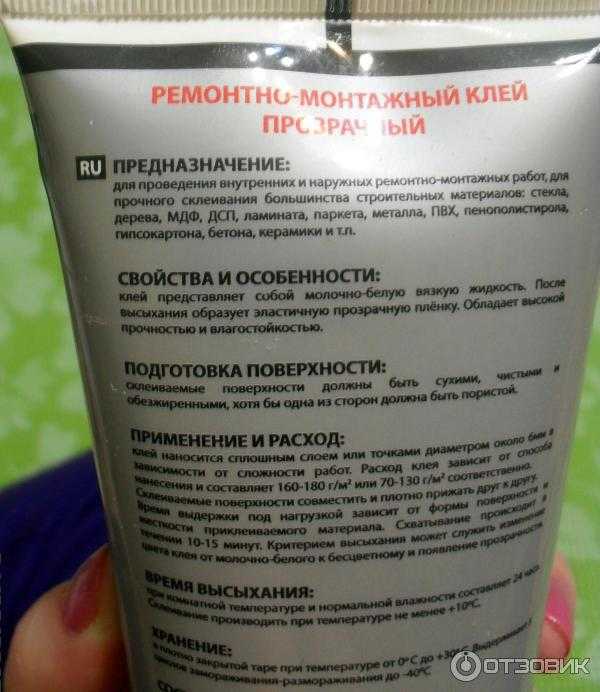 РЕМОНТНО-МОНТАЖНЫЙ КЛЕЙ
ПРОЗРАЧНЫЙ
RU ПРЕДНАЗНАЧЕНИЕ:
для проведения внутренних и наружных ремонтно-монтажных работ, для
прочного склеивания большинства строительных материалов: стекла,
дерева, МДФ, ДСП, ламината, паркета, металла, ПВХ, пенополистирола,
гипсокартона, бетона, керамики и т.п.
СВОЙСТВА И ОСОБЕННОСТИ:
клей представляет собой молочно-белую вязкую жидкость. После
высыхания образует эластичную прозрачную плёнку. Обладает высокой
прочностью и влагостойкостью.
ПОДГОТОВКА ПОВЕРХНОСТИ:
склеиваемые поверхности должны быть сухими, чистыми и
обезжиренными, хотя бы одна из сторон должна быть пористой.
ПРИМЕНЕНИЕ И РАСХОД:
клей наносится сплошным слоем или точками диаметром около 6мм в
зависимости от сложности работ. Расход клея зависит от способа
нанесения и составляет 160-180 г/м² или 70-130 г/м² соответственно.
Склеиваемые поверхности совместить и плотно прижать друг к другу.
Время выдержки под нагрузкой зависит от формы поверхности и
жесткости приклеиваемого материала. Схватывание происходит в
течении 10-15 минут. Критерием высыхания может служить изменение
цвета клея от молочно-белого к бесцветному и появление прозрачности.
ВРЕМЯ ВЫСЫХАНИЯ:
при комнатной температуре и нормальной влажности составляет 24 часа.
Склеивание производить при температуре не менее +10°С.
ХРАНЕНИЕ:
в плотно закрытой таре при температуре от 0°С до +30°С. Выдерживает 5
циклов замораживания-размораживания до -40°С
ОТЗОВИК